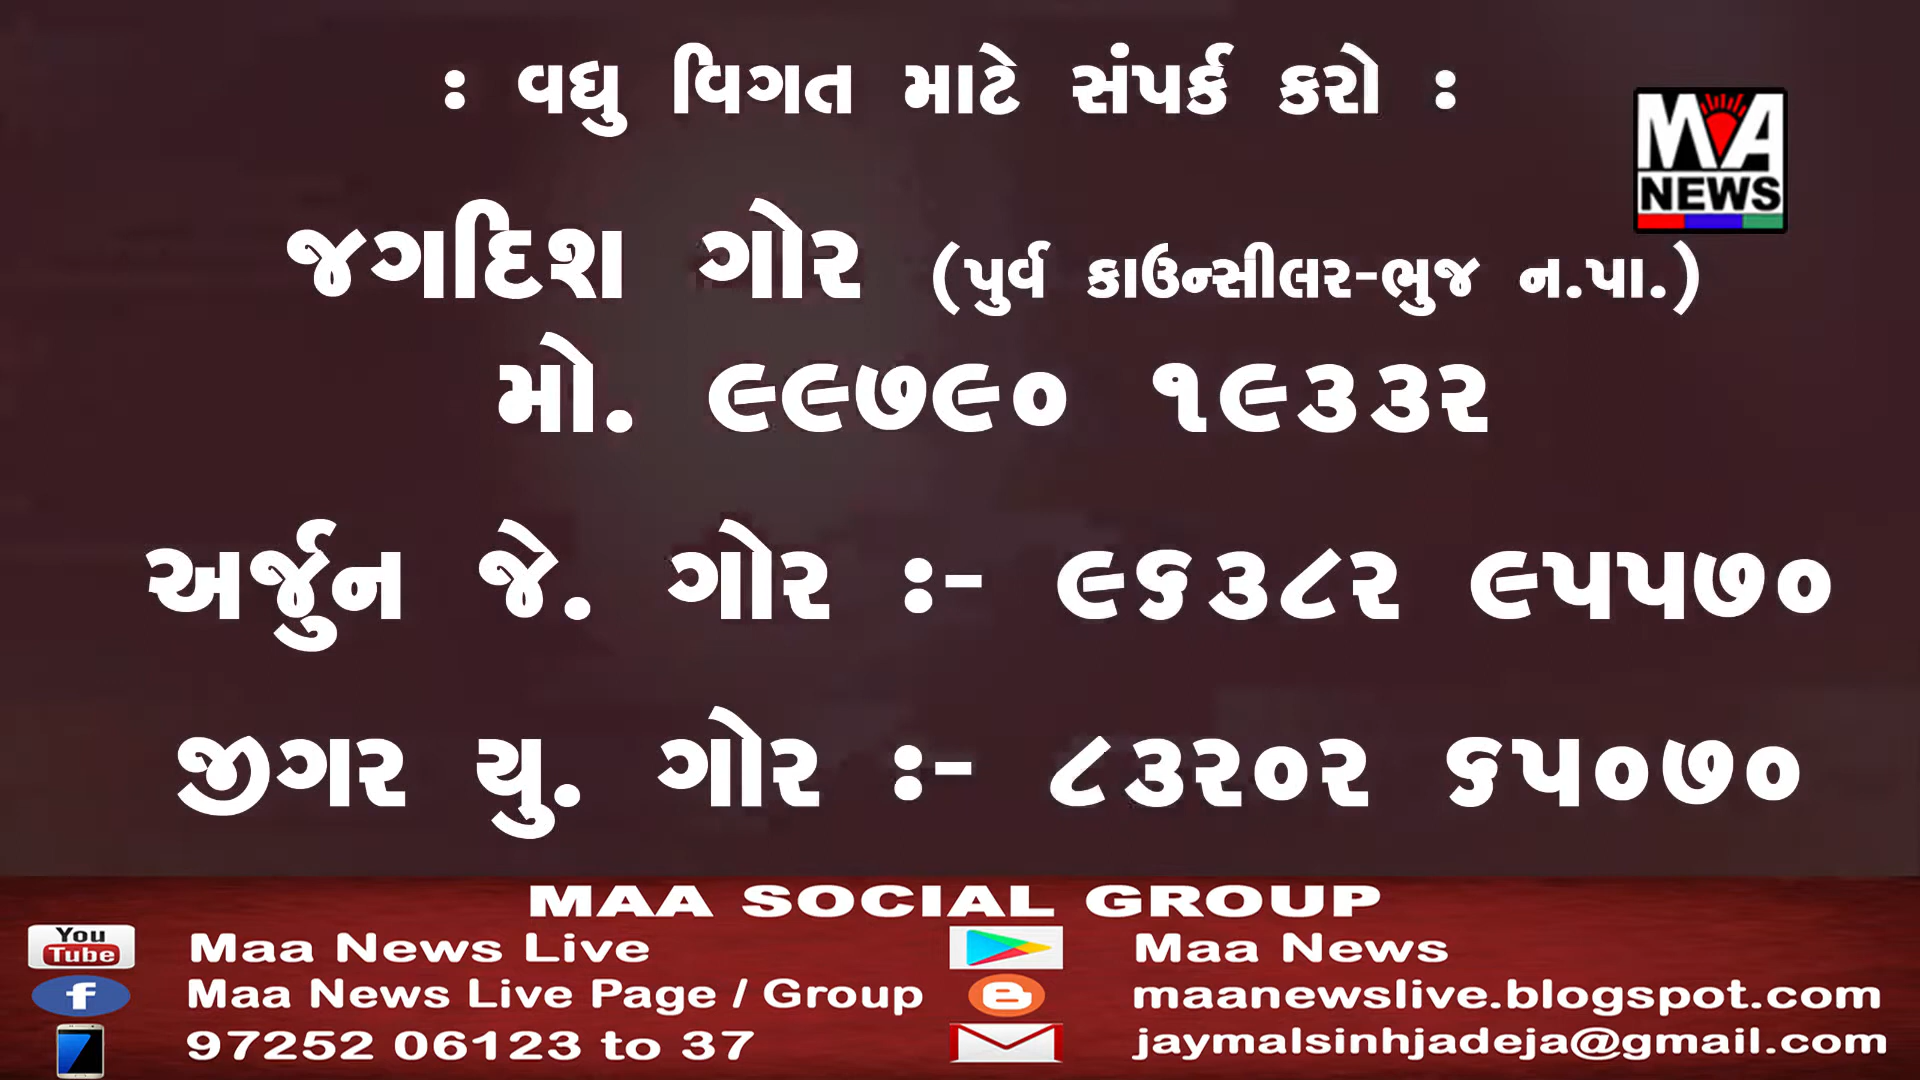 : વધુ વિગત માટે સંપર્ક કરો :
MAA
NEWS
જગદિશ ગોર (પુર્વ કાઉન્સીલર-ભુજ ન.પા.)
મો. ૯૯૭૯૦ ૧૯૩૩૨
અર્જુન જે. ગોર :- ૯૬૩૮૨ ૯૫૫૭૦
જીગર યુ. ગોર :- ૮૩૨૦૨ ૬૫૦૭૦
MAA SOCIAL GROUP
You Tube Maa News Live
Maa News
f Maa News Live Page / Group
maanewslive.blogspot.com
97252 06123 to 37
jaymalsinhjadeja@gmail.com